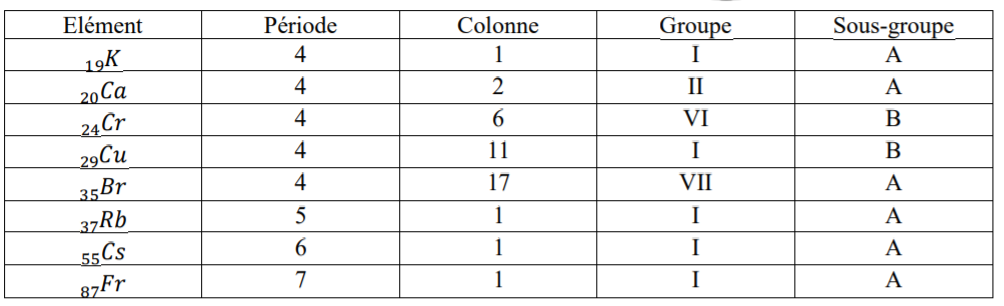 Elément Période Colonne Groupe Sous-groupe
₁₉K 4 1 I A
₂₀Ca 4 2 II A
₂₄Cr 4 6 VI B
₂₉Cu 4 11 I B
₃₅Br 4 17 VII A
₃₇Rb 5 1 I A
₅₅Cs 6 1 I A
₈₇Fr 7 1 I A